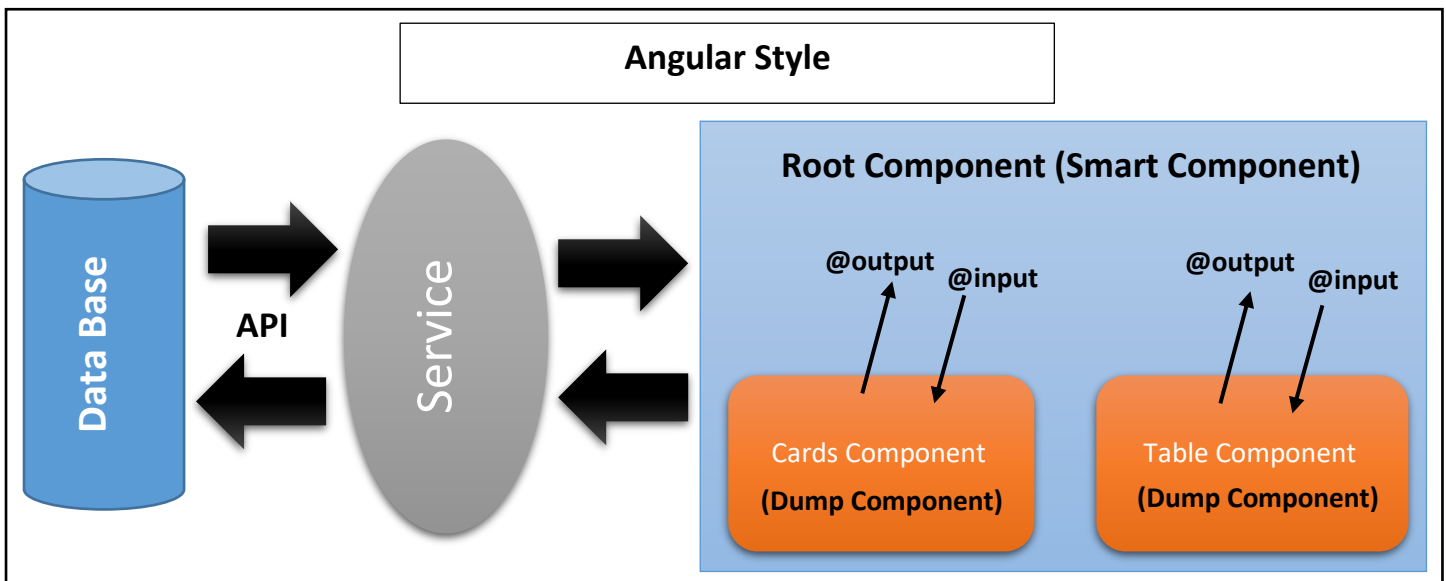 Angular Style
Data Base
API
Service
Root Component (Smart Component)
@output
@input
@output
@input
Cards Component
(Dump Component)
Table Component
(Dump Component)